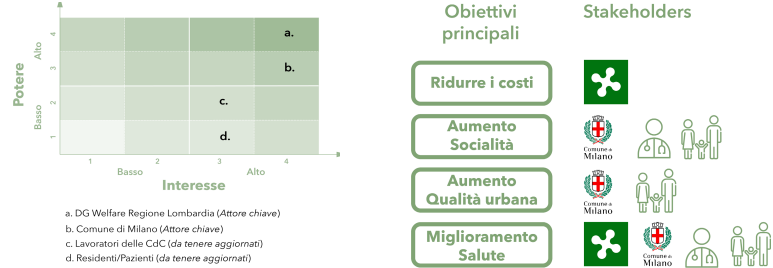 Potere
Alto
Basso
4
3
2
1
a.
b.
c.
d.
1
2
3
4
Basso
Alto
Interesse
a. DG Welfare Regione Lombardia (Attore chiave)
b. Comune di Milano (Attore chiave)
c. Lavoratori delle CdC (da tenere aggiornati)
d. Residenti/Pazienti (da tenere aggiornati)
Obiettivi
principali
Stakeholders
Ridurre i costi
Aumento
Socialità
Comune di
Milano
Aumento
Qualità urbana
Comune di
Milano
Miglioramento
Salute
Comune di
Milano